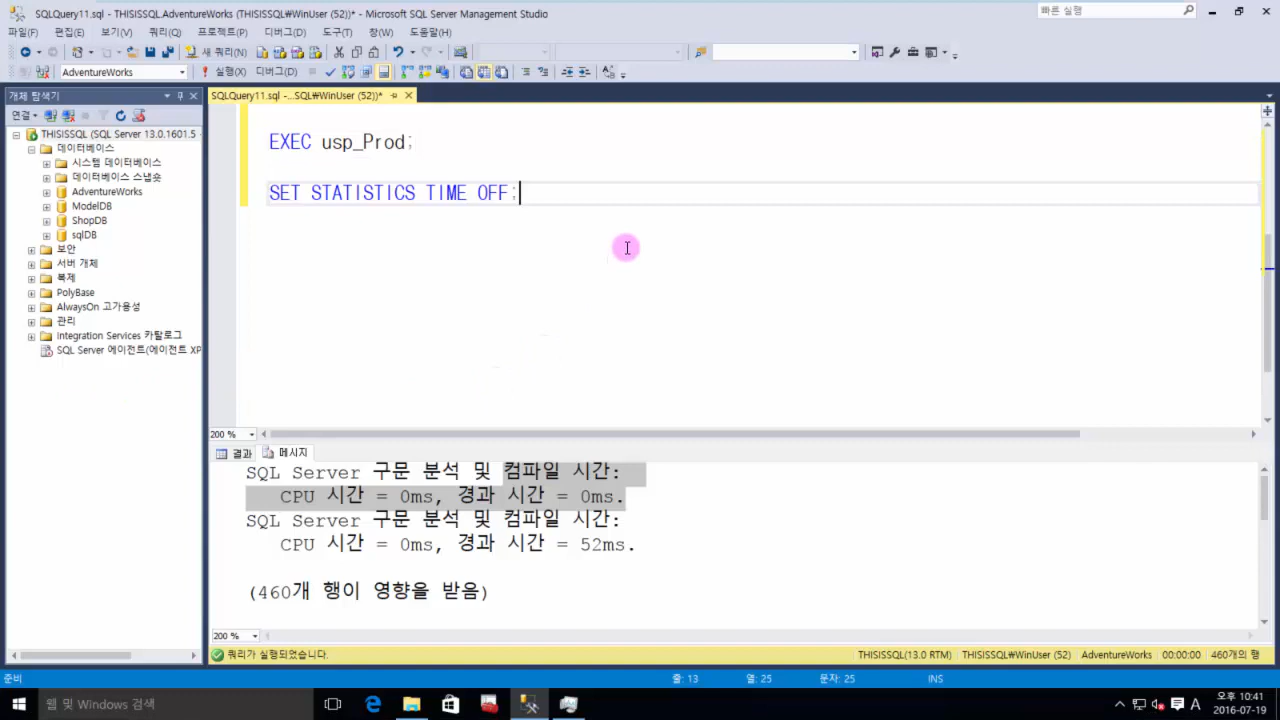 SQLQuery11.sql - THISISSQL.AdventureWorks (THISISSQL₩WinUser (52))* - Microsoft SQL Server Management Studio
빠른 실행
파일(F) 편집(E) 보기(V) 쿼리(Q) 프로젝트(P) 디버그(D) 도구(T) 창(W) 도움말(H)
새 쿼리(N)
AdventureWorks 실행(X) 디버그(D)
개체 탐색기
SQLQuery11.sql -...SQL₩WinUser (52))*
연결
THISISSQL (SQL Server 13.0.1601.5
데이터베이스
시스템 데이터베이스
데이터베이스 스냅숏
AdventureWorks
ModelDB
ShopDB
sqlDB
보안
서버 개체
복제
PolyBase
AlwaysOn 고가용성
관리
Integration Services 카탈로그
SQL Server 에이전트(에이전트 XP
EXEC usp_Prod;
SET STATISTICS TIME OFF;
200 %
결과 메시지
SQL Server 구문 분석 및 컴파일 시간:
CPU 시간 = 0ms, 경과 시간 = 0ms.
SQL Server 구문 분석 및 컴파일 시간:
CPU 시간 = 0ms, 경과 시간 = 52ms.
(460개 행이 영향을 받음)
200 %
쿼리가 실행되었습니다. THISISSQL(13.0 RTM) THISISSQL₩WinUser (52) AdventureWorks 00:00:00 460개의 행
준비 줄: 13 열: 25 문자: 25 INS
웹 및 Windows 검색
A
오후 10:41
2016-07-19